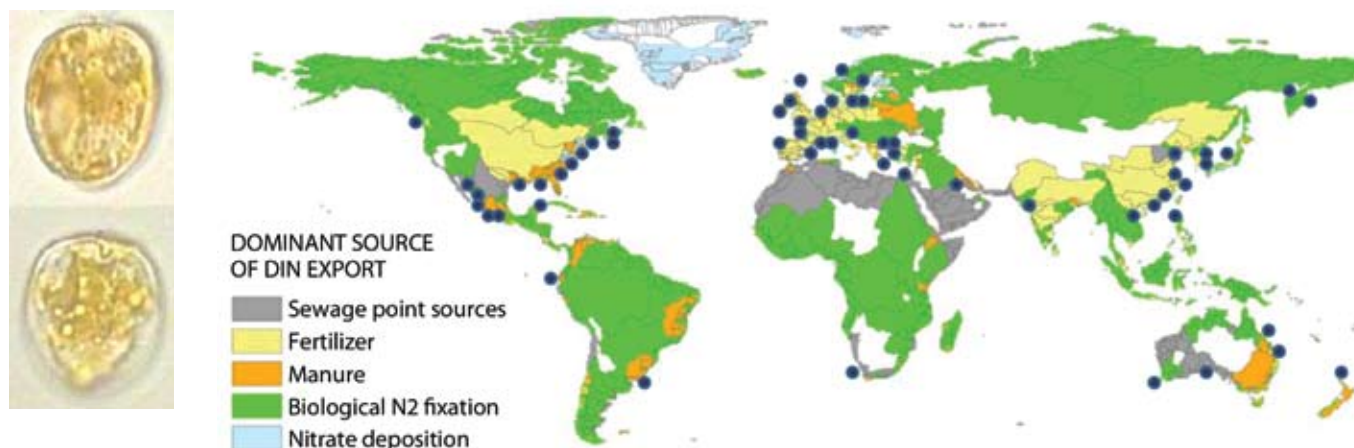 DOMINANT SOURCE
OF DIN EXPORT
Sewage point sources
Fertilizer
Manure
Biological N2 fixation
Nitrate deposition